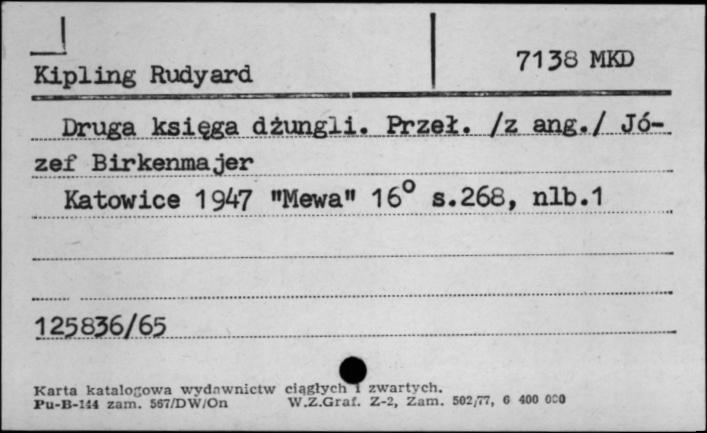 7138 MKD
Kipling Rudyard
Druga księga dżungli. Przeł. /z ang./ Jó-
zef Birkenmajer
Katowice 1947 "Mewa" 16° s.268, nlb.1
125836/65
Karta katalogowa wydawnictw ciągłych i zwartych.
Pu-B-144 zam. 567/DW/On W.Z.Graf. Z-2, Zam. 502/77, 6 400 000